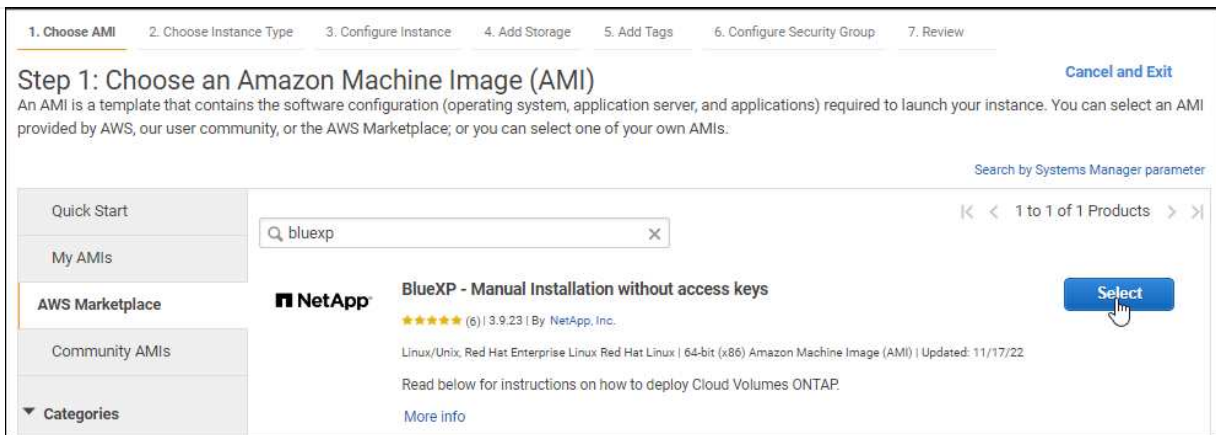 1. Choose AMI 2. Choose Instance Type 3. Configure Instance 4. Add Storage 5. Add Tags 6. Configure Security Group 7. Review
Step 1: Choose an Amazon Machine Image (AMI)
Cancel and Exit
An AMI is a template that contains the software configuration (operating system, application server, and applications) required to launch your instance. You can select an AMI
provided by AWS, our user community, or the AWS Marketplace; or you can select one of your own AMIs.
Search by Systems Manager parameter
Quick Start
My AMIs
AWS Marketplace
Community AMIs
Categories
bluexp
1 to 1 of 1 Products
NetApp
BlueXP - Manual Installation without access keys
Select
(6) | 3.9.23 | By NetApp, Inc.
Linux/Unix, Red Hat Enterprise Linux Red Hat Linux | 64-bit (x86) Amazon Machine Image (AMI) | Updated: 11/17/22
Read below for instructions on how to deploy Cloud Volumes ONTAP.
More info